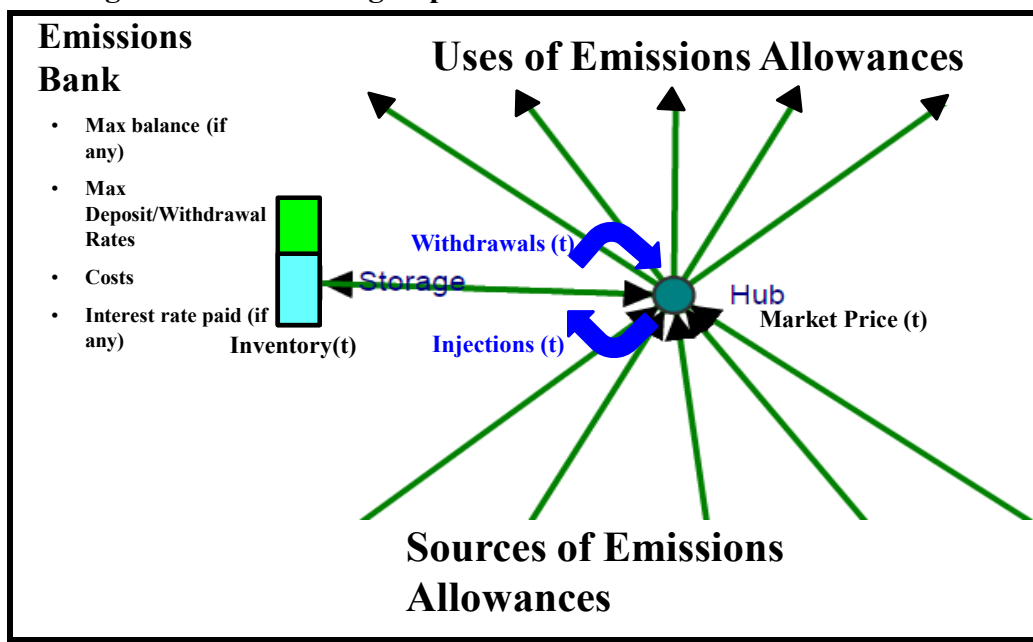 Emissions
Bank
Uses of Emissions Allowances
• Max balance (if
any)
• Max
Deposit/Withdrawal
Rates
• Costs
• Interest rate paid (if
any)
Withdrawals (t)
Storage
Hub
Market Price (t)
Inventory(t)
Injections (t)
Sources of Emissions
Allowances